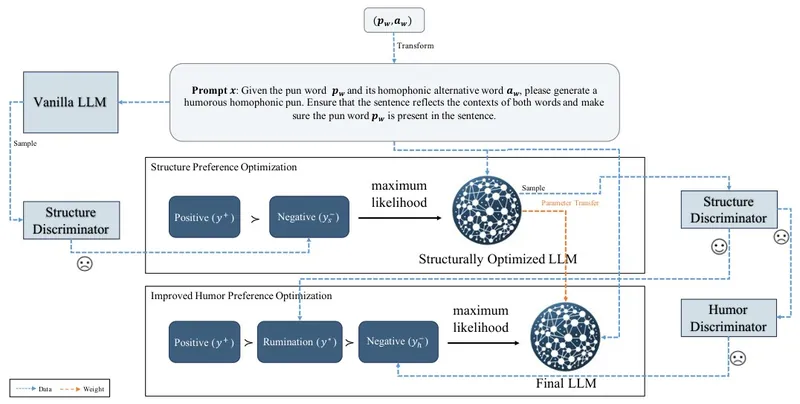 (p_w, a_w)
Transform
Prompt x: Given the pun word p_w and its homophonic alternative word a_w, please generate a
humorous homophonic pun. Ensure that the sentence reflects the contexts of both words and make
sure the pun word p_w is present in the sentence.
Vanilla LLM
Sample
Structure
Discriminator
Structure Preference Optimization
Positive (y⁺)
≻
Negative (y_s⁻)
maximum
likelihood
Structurally Optimized LLM
Sample
Parameter Transfer
Structure
Discriminator
Improved Humor Preference Optimization
Positive (y⁺)
≻
Rumination (y*)
≻
Negative (y_h⁻)
maximum
likelihood
Final LLM
Humor
Discriminator
Data
Weight